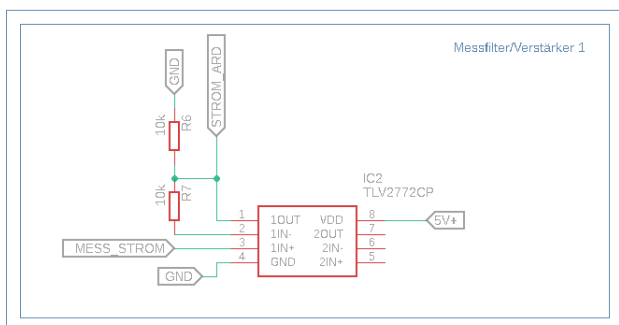 Messfilter/Verstärker 1
GND
STROM_ARD
10k
R6
10k
R7
IC2
TLV2772CP
1
1OUT
VDD
8
5V+
2
1IN-
2OUT
7
MESS_STROM
3
1IN+
2IN-
6
GND
4
GND
2IN+
5